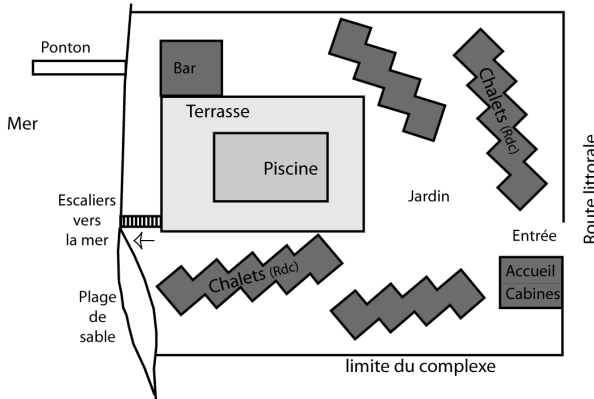 Ponton
Mer
Bar
Terrasse
Piscine
Chalets (Rdc)
Jardin
Route littorale
Escaliers
vers
la mer
Entrée
Accueil
Cabines
Chalets (Rdc)
Plage
de
sable
limite du complexe